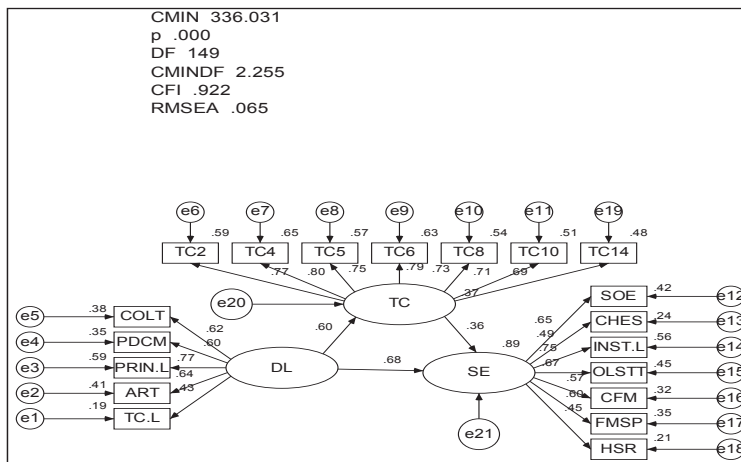 CMIN 336.031
p .000
DF 149
CMINDF 2.255
CFI .922
RMSEA .065
e6 e7 e8 e9 e10 e11 e19
.59 .65 .57 .63 .54 .51 .48
TC2 TC4 TC5 TC6 TC8 TC10 TC14
.77 .80 .75 .79 .73 .71 .69
e20 TC .37
e5 .38 COLT .62
e4 .35 PDCM .60
e3 .59 PRIN.L .77
e2 .41 ART .64
e1 .19 TC.L .43
DL .60 .68 .36
SE .89
e21
.65 SOE .42 e12
.49 CHES .24 e13
.75 INST.L .56 e14
.67 OLSTT .45 e15
.57 CFM .32 e16
.60 FMSP .35 e17
.45 HSR .21 e18